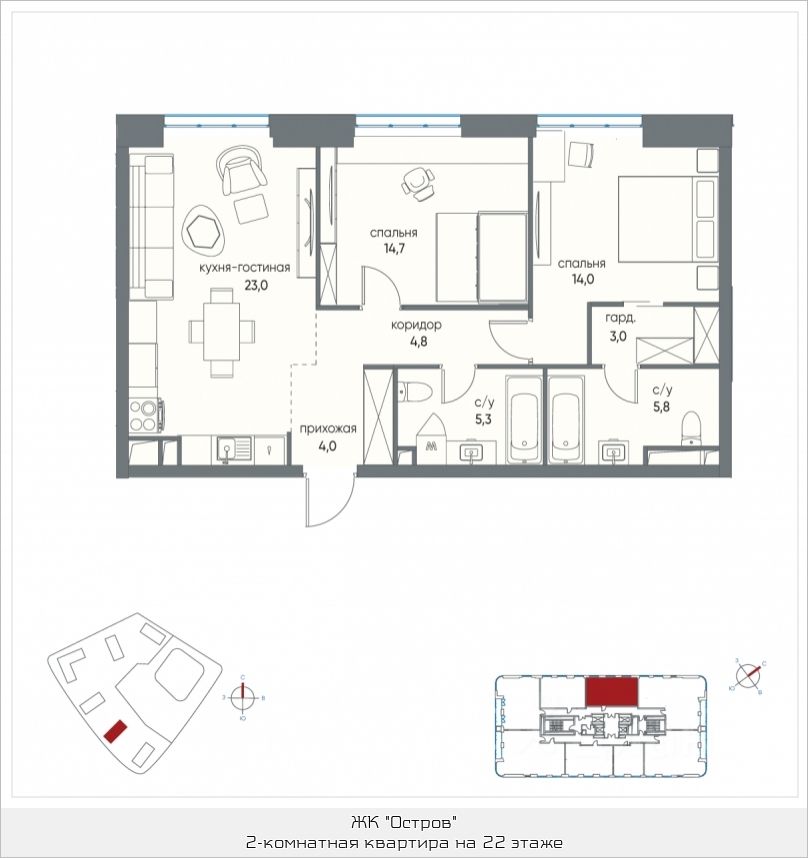 спальня
14,7
кухня-гостиная
23,0
спальня
14,0
коридор
4,8
гард.
3,0
прихожая
4,0
с/у
5,3
с/у
5,8
М
С
З В
Ю
З С
Ю В
ЖК "Остров"
2-комнатная квартира на 22 этаже